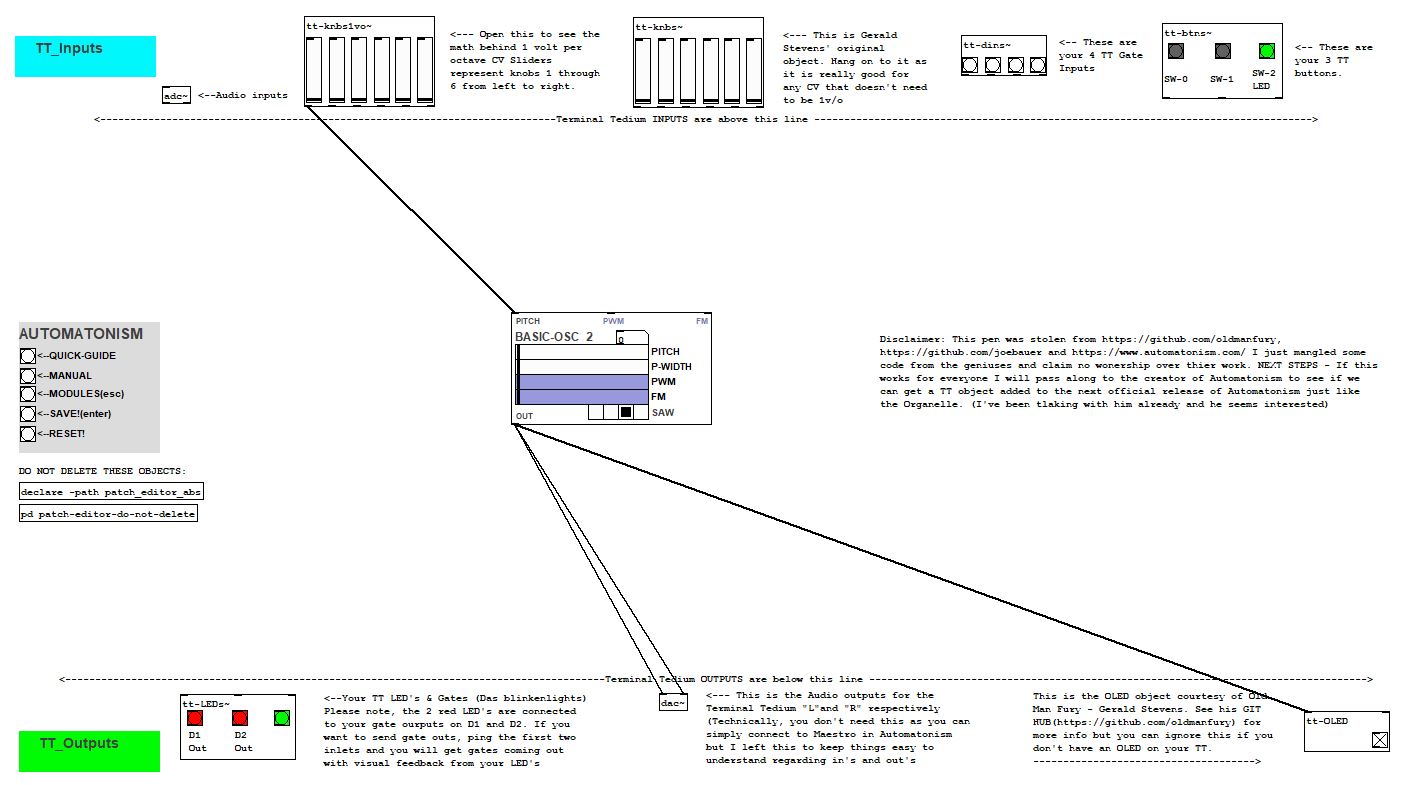 TT_Inputs
adc~
<--Audio inputs
tt-knbs1vo~
<--- Open this to see the
math behind 1 volt per
octave CV Sliders
represent knobs 1 through
6 from left to right.
tt-knbs~
<--- This is Gerald
Stevens' original
object. Hang on to it as
it is really good for
any CV that doesn't need
to be 1v/o
tt-dins~
<-- These are
your 4 TT Gate
Inputs
tt-btns~
SW-0 SW-1 SW-2
LED
<-- These are
your 3 TT
buttons.
<----------------------------------------------------------------------------Terminal Tedium INPUTS are above this line ----------------------------------------------------------------------------------->
PITCH PWM FM
BASIC-OSC 2
0
PITCH
P-WIDTH
PWM
FM
OUT
SAW
AUTOMATONISM
<--QUICK-GUIDE
<--MANUAL
<--MODULES(esc)
<--SAVE!(enter)
<--RESET!
DO NOT DELETE THESE OBJECTS:
declare -path patch_editor_abs
pd patch-editor-do-not-delete
Disclaimer: This pen was stolen from https://github.com/oldmanfury,
https://github.com/joebauer and https://www.automatonism.com/ I just mangled some
code from the geniuses and claim no wonership over thier work. NEXT STEPS - If this
works for everyone I will pass along to the creator of Automatonism to see if we
can get a TT object added to the next official release of Automatonism just like
the Organelle. (I've been tlaking with him already and he seems interested)
<------------------------------------------------------------------------------------------Terminal Tedium OUTPUTS are below this line ----------------------------------------------------------------------------------->
TT_Outputs
tt-LEDs~
D1 D2
Out Out
<--Your TT LED's & Gates (Das blinkenlights)
Please note, the 2 red LED's are connected
to your gate ourputs on D1 and D2. If you
want to send gate outs, ping the first two
inlets and you will get gates coming out
with visual feedback from your LED's
dac~
<--- This is the Audio outputs for the
Terminal Tedium "L"and "R" respectively
(Technically, you don't need this as you can
simply connect to Maestro in Automatonism
but I left this to keep things easy to
understand regarding in's and out's
This is the OLED object courtesy of Old
Man Fury - Gerald Stevens. See his GIT
HUB(https://github.com/oldmanfury) for
more info but you can ignore this if you
don't have an OLED on your TT.
------------------------------------->
tt-OLED